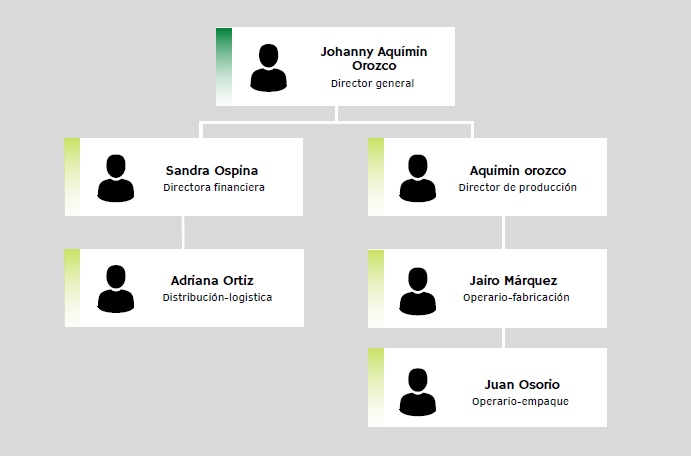 Johanny Aquímin
Orozco
Director general
Sandra Ospina
Directora financiera
Aquimin orozco
Director de producción
Adriana Ortiz
Distribución-logistica
Jairo Márquez
Operario-fabricación
Juan Osorio
Operario-empaque